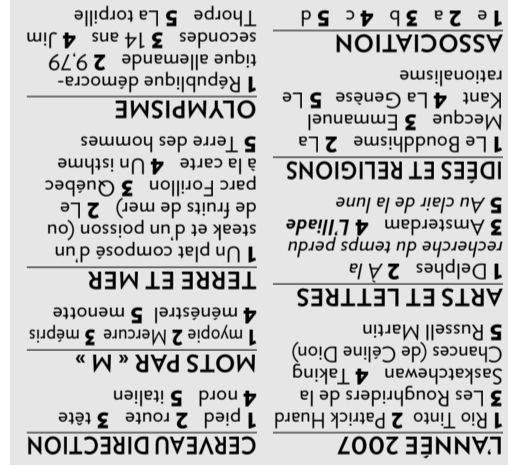 L'ANNÉE 2007
1 Rio Tinto 2 Patrick Huard
3 Les Roughriders de la
Saskatchewan 4 Taking
Chances (de Céline Dion)
5 Russell Martin
ARTS ET LETTRES
1 Delphes 2 À la
recherche du temps perdu
3 Amsterdam 4 L'Iliade
5 Au clair de la lune
IDÉES ET RELIGIONS
1 Le Bouddhisme 2 La
Mecque 3 Emmanuel
Kant 4 La Genèse 5 Le
rationalisme
ASSOCIATION
1 e 2 a 3 b 4 c 5 d
CERVEAU DIRECTION
1 pied 2 route 3 tête
4 nord 5 italien
MOTS PAR « M »
1 myopie 2 Mercure 3 mépris
4 ménéstrel 5 menotte
TERRE ET MER
1 Un plat composé d'un
steak et d'un poisson (ou
de fruits de mer) 2 Le
parc Forillon 3 Québec
à la carte 4 Un isthme
5 Terre des hommes
OLYMPISME
1 République démocra-
tique allemande 2 9,79
secondes 3 14 ans 4 Jim
Thorpe 5 La torpille